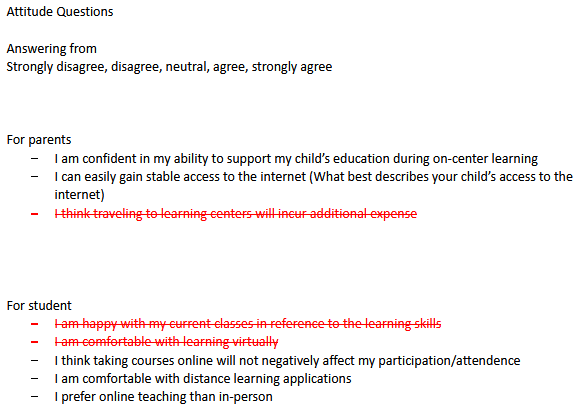 Attitude Questions
Answering from
Strongly disagree, disagree, neutral, agree, strongly agree
For parents
– I am confident in my ability to support my child's education during on-center learning
– I can easily gain stable access to the internet (What best describes your child's access to the
internet)
– I think traveling to learning centers will incur additional expense
For student
– I am happy with my current classes in reference to the learning skills
– I am comfortable with learning virtually
– I think taking courses online will not negatively affect my participation/attendence
– I am comfortable with distance learning applications
– I prefer online teaching than in-person